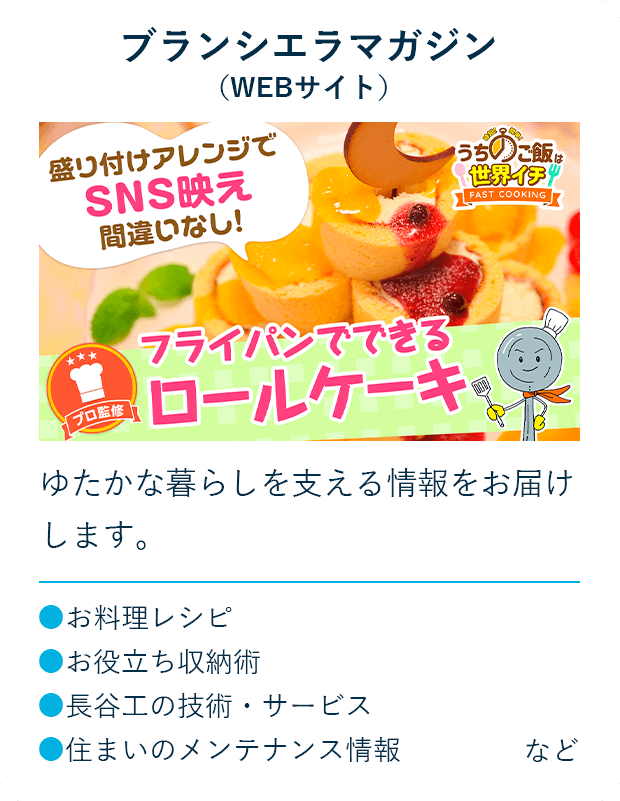 ブランシエラマガジン
（WEBサイト）
盛り付けアレンジで
SNS映え
間違いなし!
うちのご飯は
世界イチ
FAST COOKING
フライパンでできる
ロールケーキ
プロ監修
ゆたかな暮らしを支える情報をお届け
します。
●お料理レシピ
●お役立ち収納術
●長谷工の技術・サービス
●住まいのメンテナンス情報 など